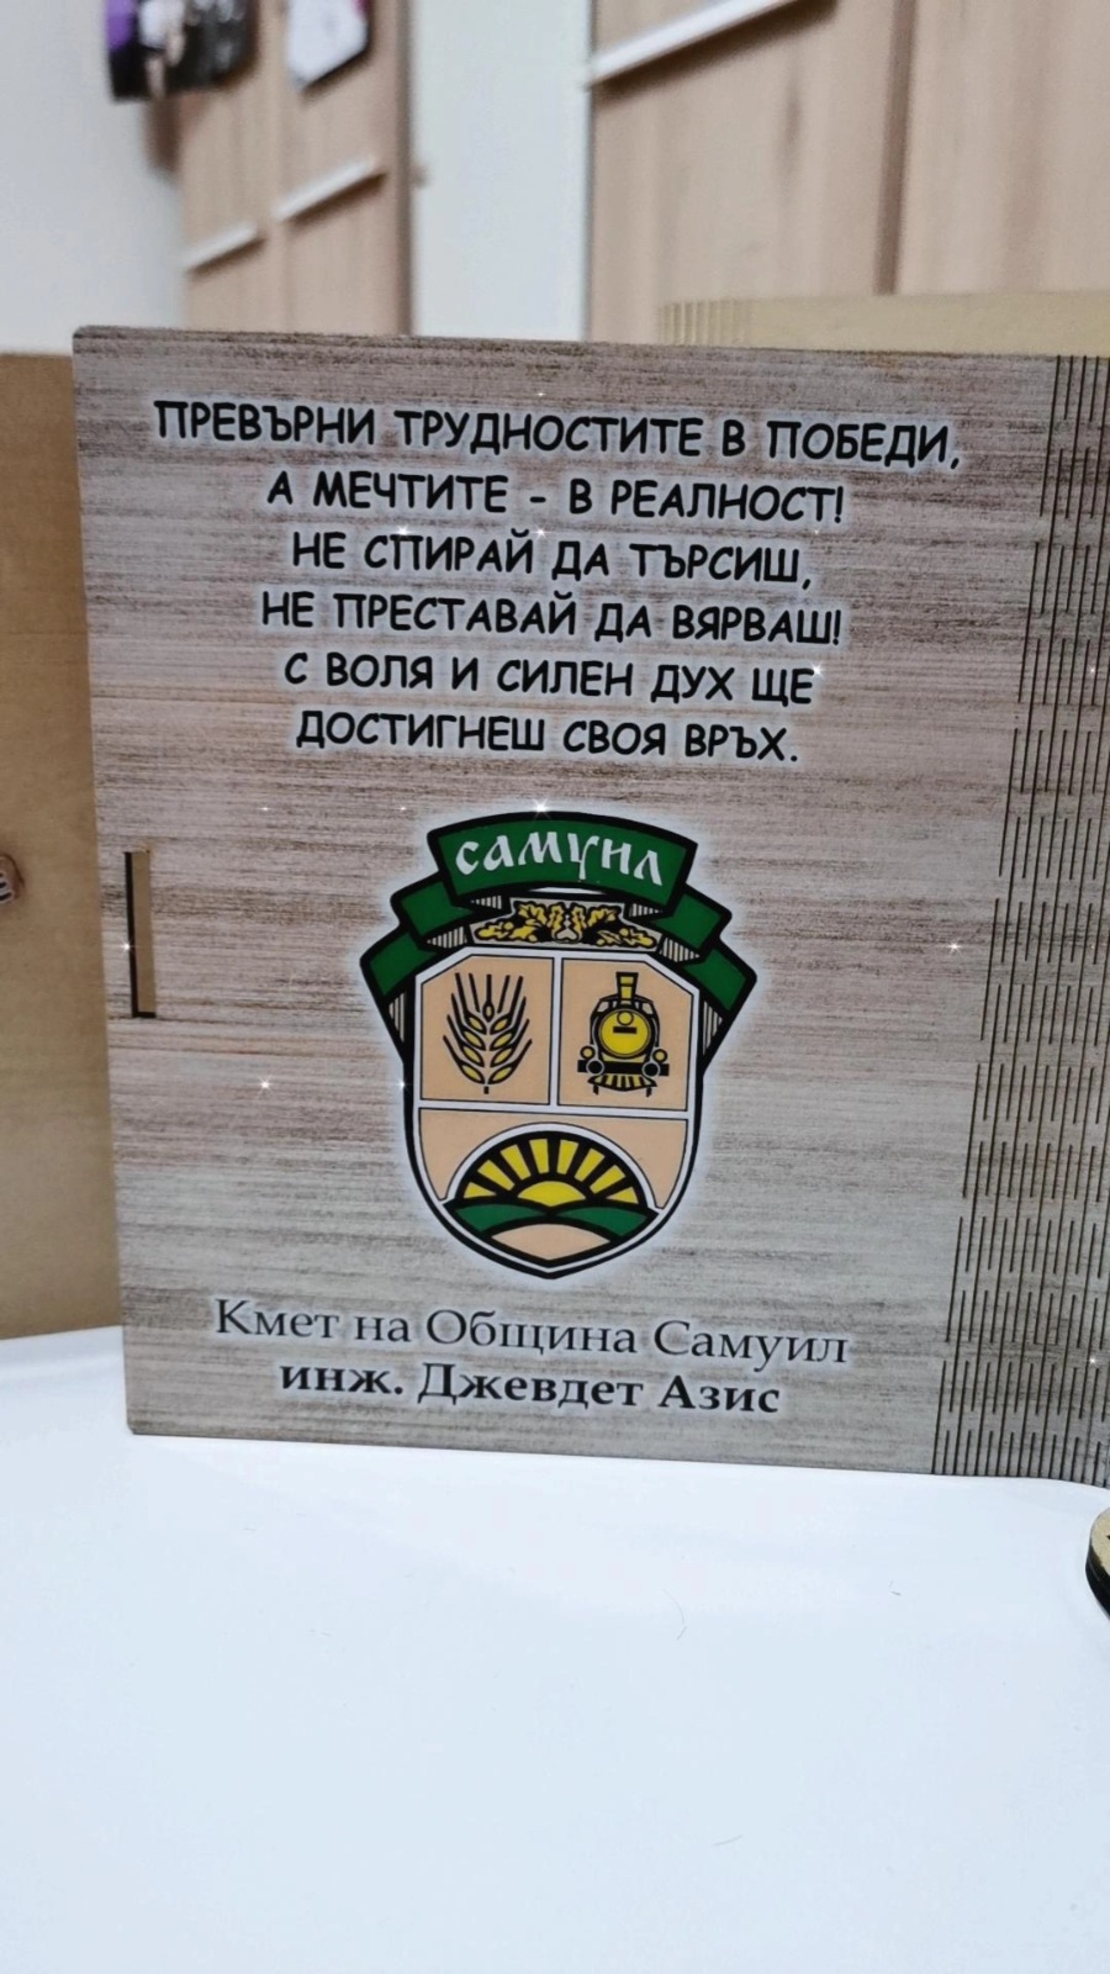 ПРЕВЪРНИ ТРУДНОСТИТЕ В ПОБЕДИ,
А МЕЧТИТЕ - В РЕАЛНОСТ!
НЕ СПИРАЙ ДА ТЪРСИШ,
НЕ ПРЕСТАВАЙ ДА ВЯРВАШ!
С ВОЛЯ И СИЛЕН ДУХ ЩЕ
ДОСТИГНЕШ СВОЯ ВРЪХ.
САМУИЛ
Кмет на Община Самуил
инж. Джевдет Азис